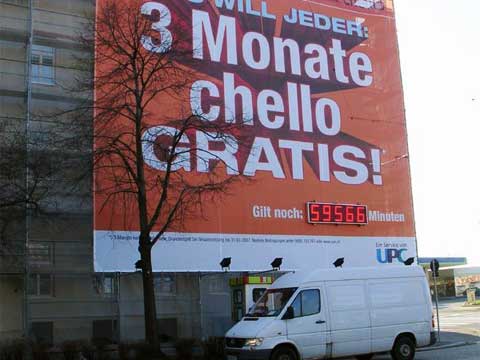 WILL JEDER:
3 Monate
chello
GRATIS!
Gilt noch: 59566 Minuten
Ein Service von
UPC